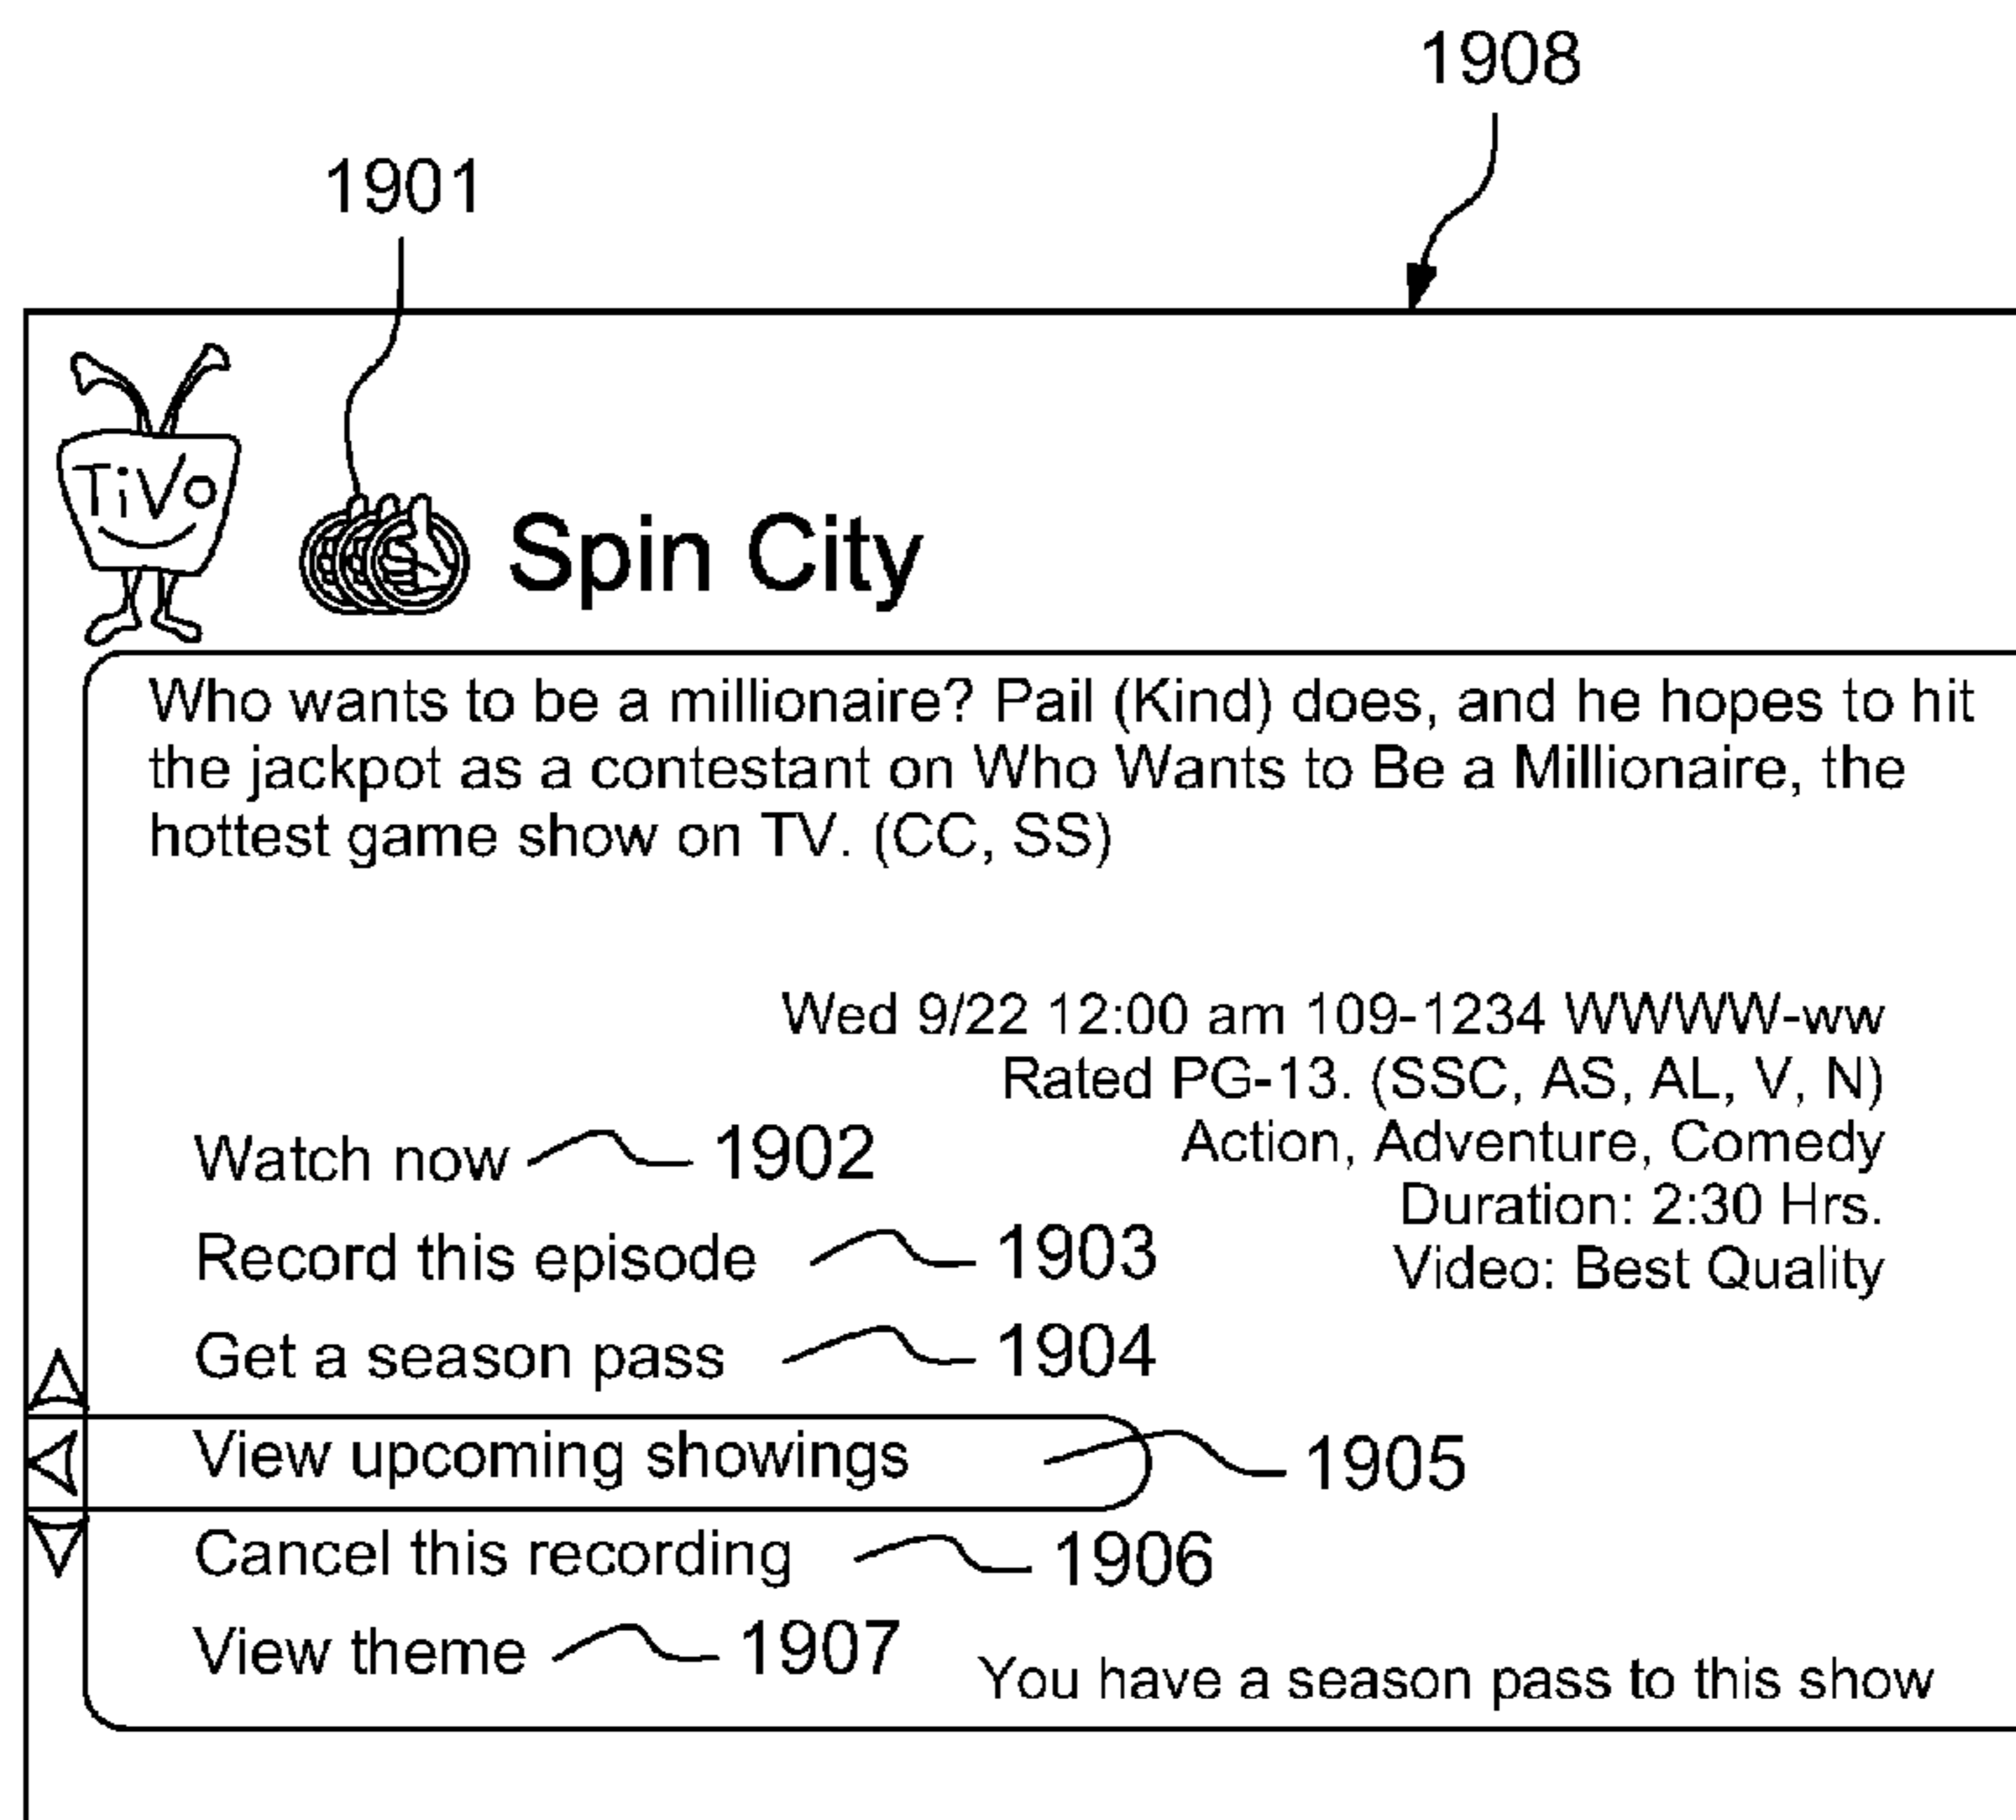 1908
1901
TiVo
Spin City
Who wants to be a millionaire? Pail (Kind) does, and he hopes to hit
the jackpot as a contestant on Who Wants to Be a Millionaire, the
hottest game show on TV. (CC, SS)
Wed 9/22 12:00 am 109-1234 WWWW-ww
Rated PG-13. (SSC, AS, AL, V, N)
Action, Adventure, Comedy
Duration: 2:30 Hrs.
Video: Best Quality
Watch now 1902
Record this episode 1903
Get a season pass 1904
View upcoming showings 1905
Cancel this recording 1906
View theme 1907
You have a season pass to this show